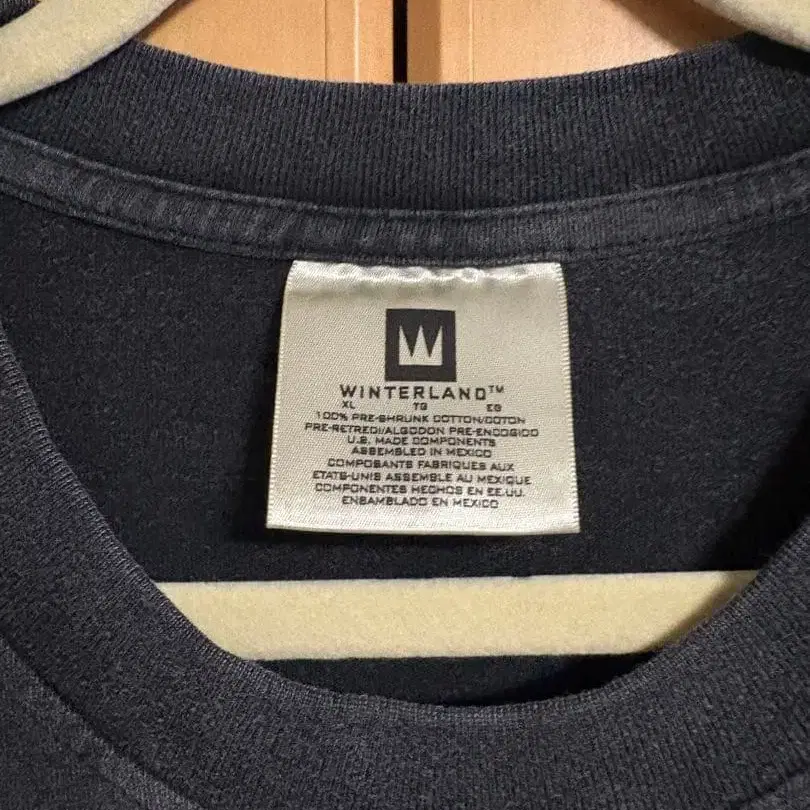 W
WINTERLAND™
XL TG EG
100% PRE-SHRUNK COTTON/COTON
PRE-RETREDI/ALGODON PRE-ENCOGIDO
U.S. MADE COMPONENTS
ASSEMBLED IN MEXICO
COMPOSANTS FABRIQUES AUX
ETATS-UNIS ASSEMBLE AU MEXIQUE
COMPONENTES HECHOS EN EE.UU.
ENSAMBLADO EN MEXICO